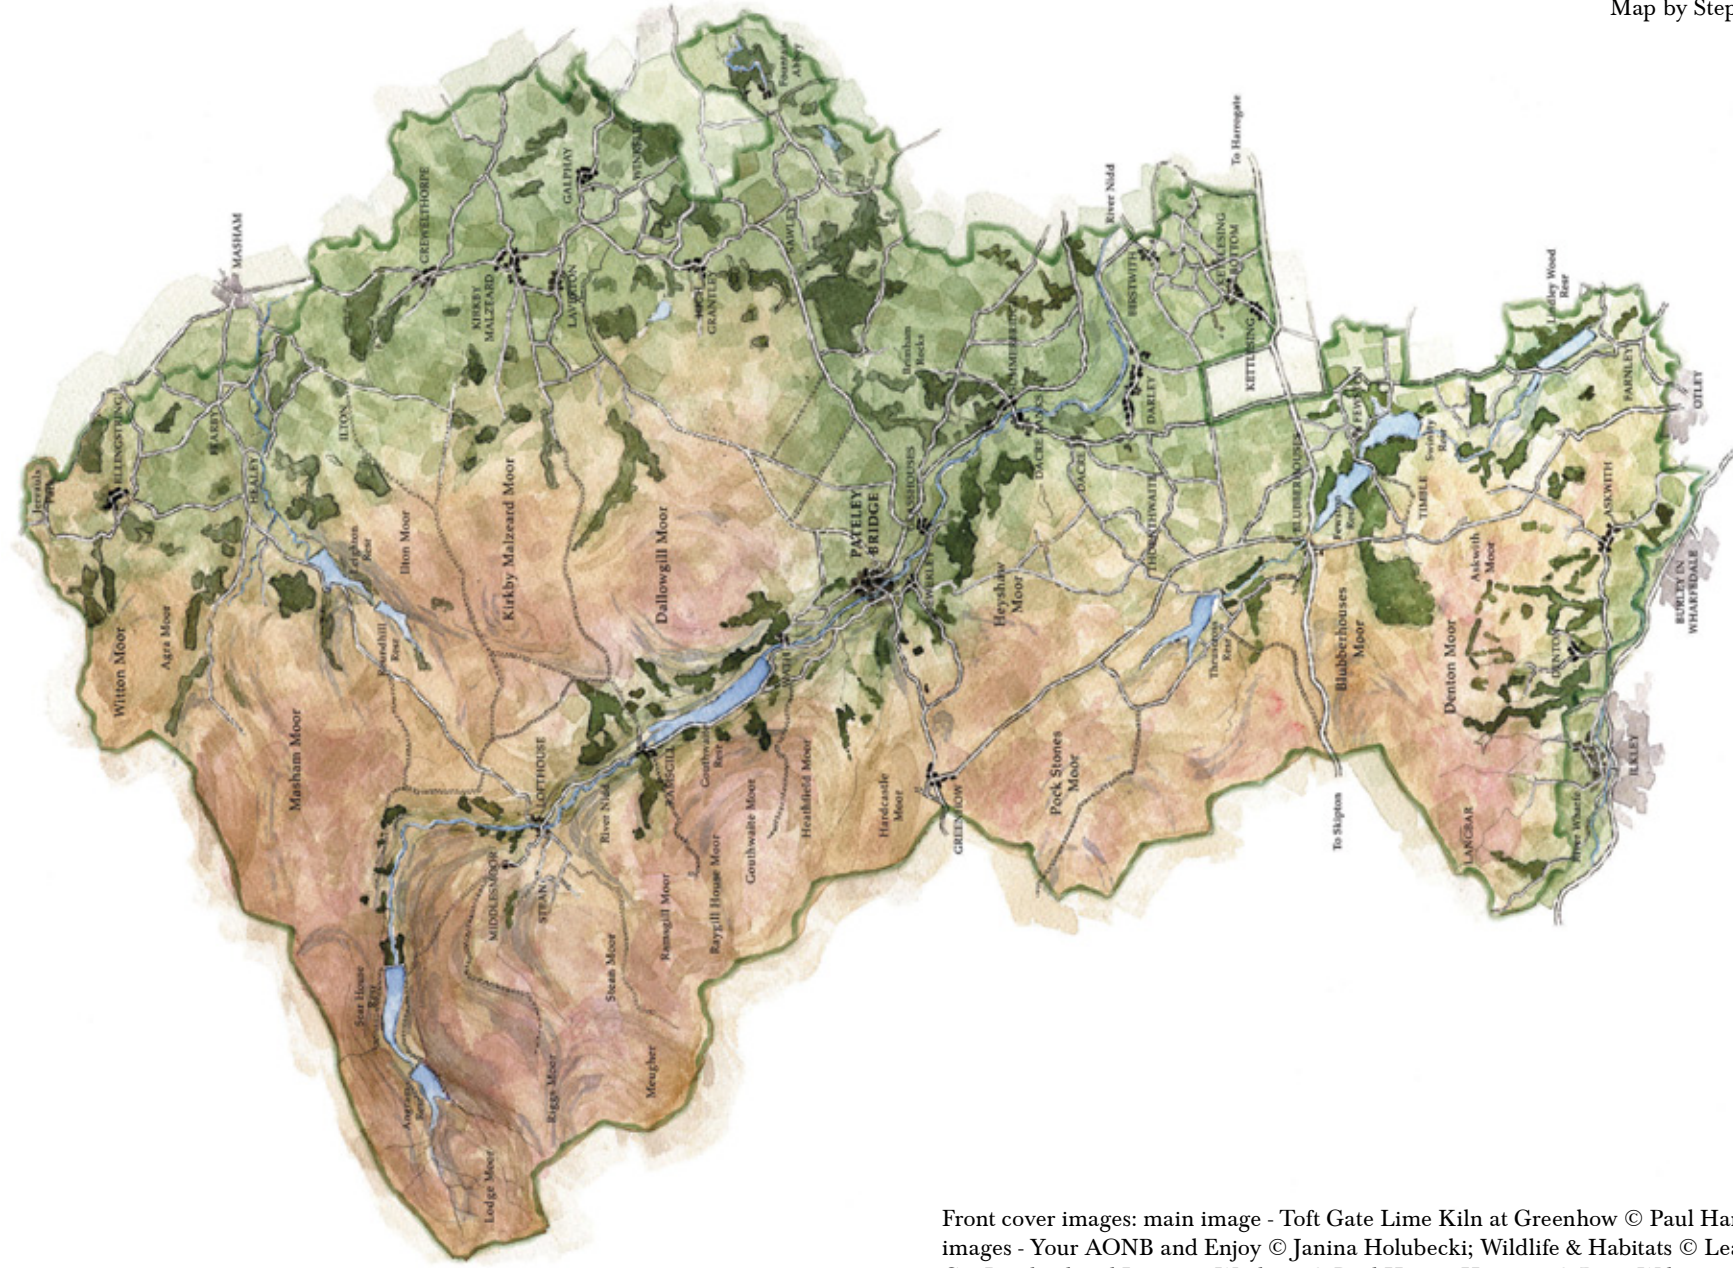 Map by Step
Fountains
Abbey
To Harrogate
MASHAM
CREWELTHORPE
GALPHAY
River Nidd
KIRKBY
MALZEARD
LAVERTON
HIGH
GRANTLEY
SAWLEY
Brimham
Rocks
SUMMERBRIDGE
BIRSTWITH
BOTTOM
KETTLESING
DARLEY
Lindley Wood
Resr
FARNLEY
OTLEY
Jervaulx
Park
ELLINGSTRING
FEARBY
HEALEY
ILTON
Leighton
Resr
Ilton Moor
Kirkby Malzeard Moor
Dallowgill Moor
PATELEY
BRIDGE
GLASSHOUSES
DACRE
DACRE
THORNTHWAITE
BLUBBERHOUSES
FEWSTON
Swinsty
Resr
Fewston
Resr
TIMBLE
ASKWITH
Askwith
Moor
BURLEY IN
WHARFEDALE
Witton Moor
Agra Moor
Roundhill
Resr
Heyshaw
Moor
Thruscross
Resr
Blubberhouses
Moor
Denton Moor
DENTON
ILKLEY
Masham Moor
LOFTHOUSE
River Nidd
RAMSGILL
Gouthwaite
Resr
Gouthwaite Moor
Heathfield Moor
Hardcastle
Moor
GREENHOW
Pock Stones
Moor
To Skipton
LANGBAR
River Wharfe
MIDDLESMOOR
STEAN
Ramsgill Moor
Raygill House Moor
Scar House
Resr
Stean Moor
Angram
Resr
Riggs Moor
Meugher
Lodge Moor
Front cover images: main image - Toft Gate Lime Kiln at Greenhow © Paul Har
images - Your AONB and Enjoy © Janina Holubecki; Wildlife & Habitats © Lea